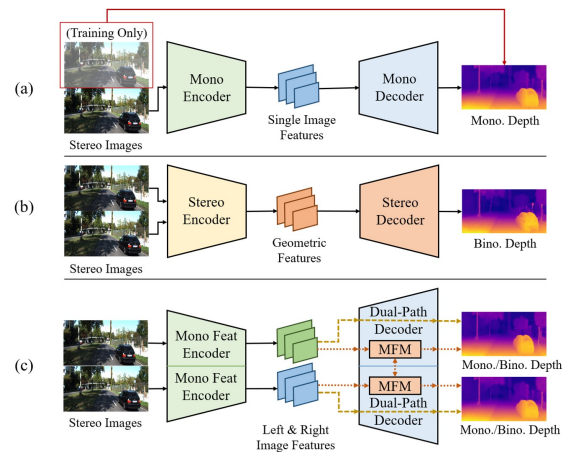 (Training Only)
(a)
Mono
Encoder
Mono
Decoder
Single Image
Features
Stereo Images
Mono. Depth
(b)
Stereo
Encoder
Stereo
Decoder
Geometric
Features
Stereo Images
Bino. Depth
(c)
Mono Feat
Encoder
Dual-Path
Decoder
MFM
Mono./Bino. Depth
Mono Feat
Encoder
MFM
Dual-Path
Decoder
Stereo Images
Left & Right
Image Features
Mono./Bino. Depth